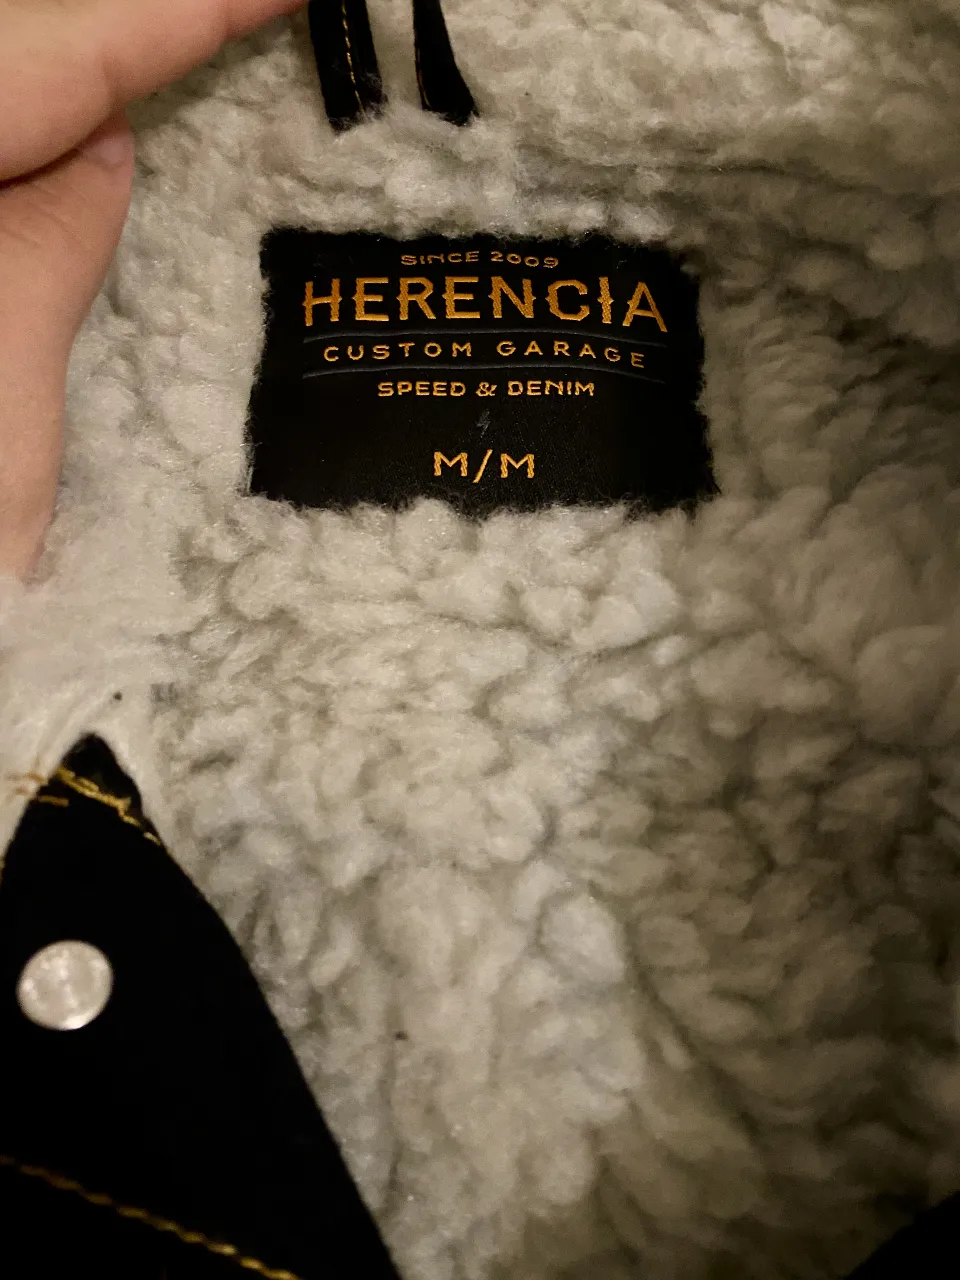 SINCE 2009
HERENCIA
CUSTOM GARAGE
SPEED & DENIM
M/M